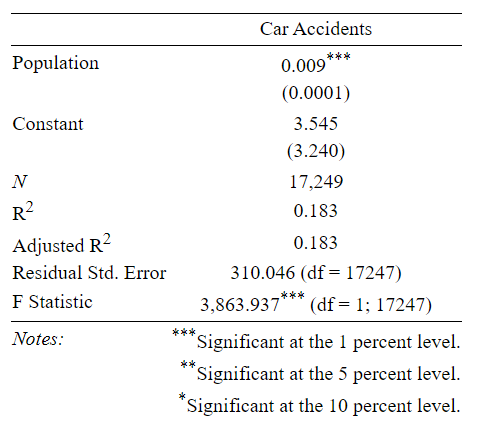 Car Accidents
Population 0.009***
(0.0001)
Constant 3.545
(3.240)
N 17,249
R² 0.183
Adjusted R² 0.183
Residual Std. Error 310.046 (df = 17247)
F Statistic 3,863.937*** (df = 1; 17247)
Notes: ***Significant at the 1 percent level.
**Significant at the 5 percent level.
*Significant at the 10 percent level.